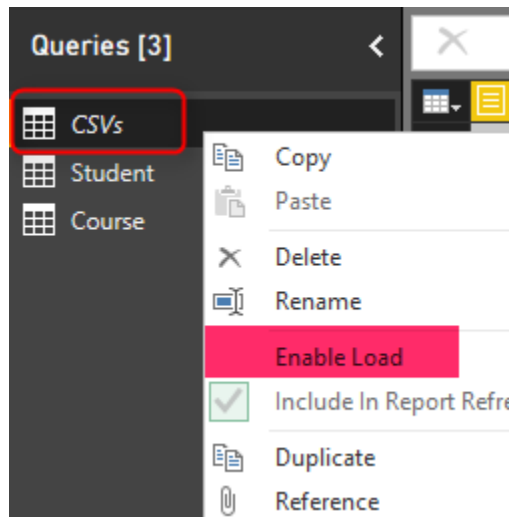 Queries [3]
CSVs
Student
Course
Copy
Paste
Delete
Rename
Enable Load
Include In Report Refre
Duplicate
Reference